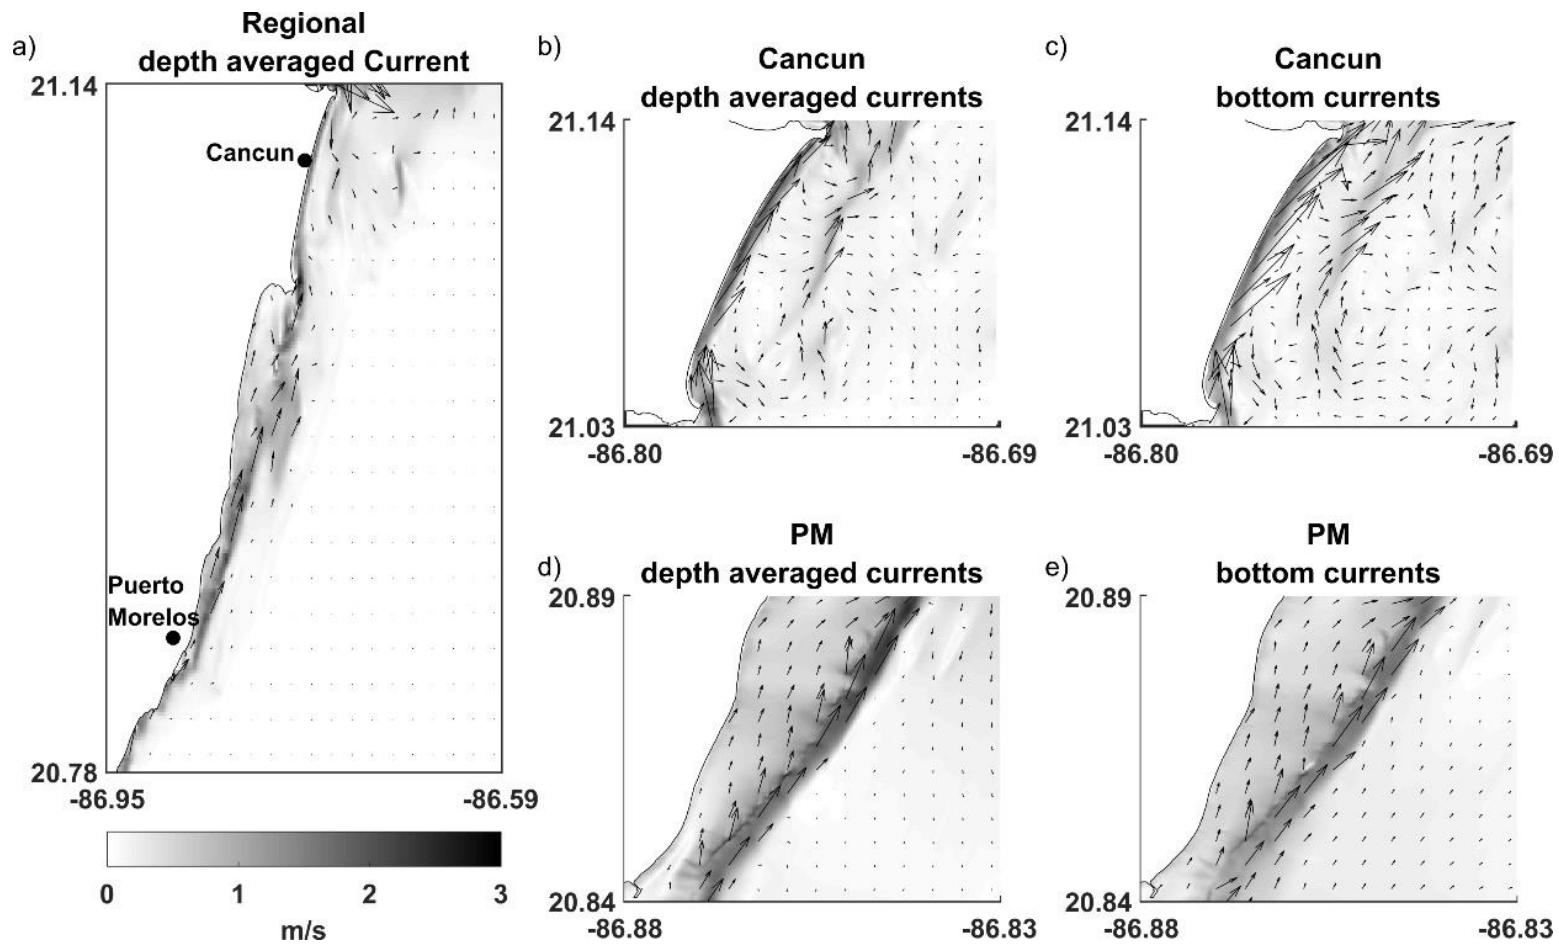 a)
Regional
depth averaged Current
21.14
Cancun
Puerto
Morelos
20.78
-86.95
-86.59
0
1
2
3
m/s
b)
Cancun
depth averaged currents
21.14
21.03
-86.80
-86.69
c)
Cancun
bottom currents
21.14
21.03
-86.80
-86.69
d)
PM
depth averaged currents
20.89
20.84
-86.88
-86.83
e)
PM
bottom currents
20.89
20.84
-86.88
-86.83